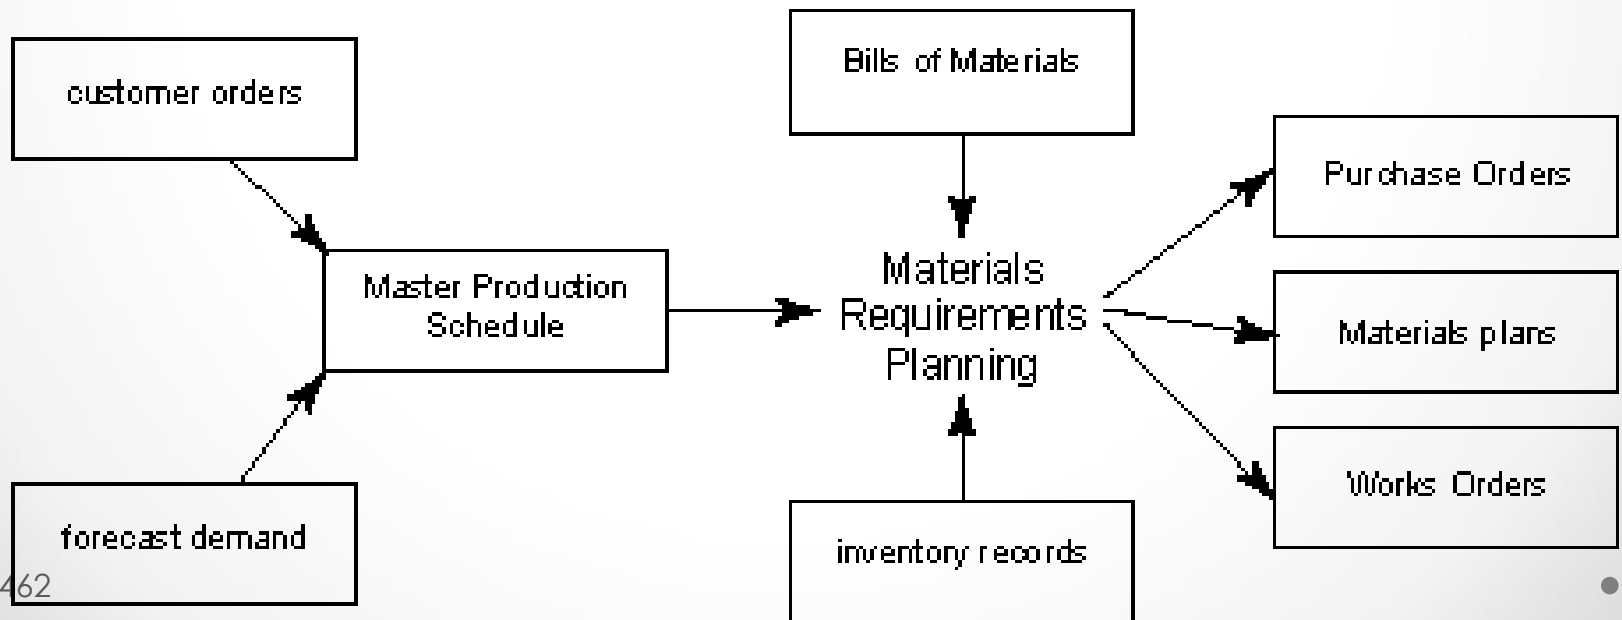 customer orders
Bills of Materials
Purchase Orders
Master Production
Schedule
Materials
Requirements
Planning
Materials plans
Works Orders
forecast demand
inventory records
462